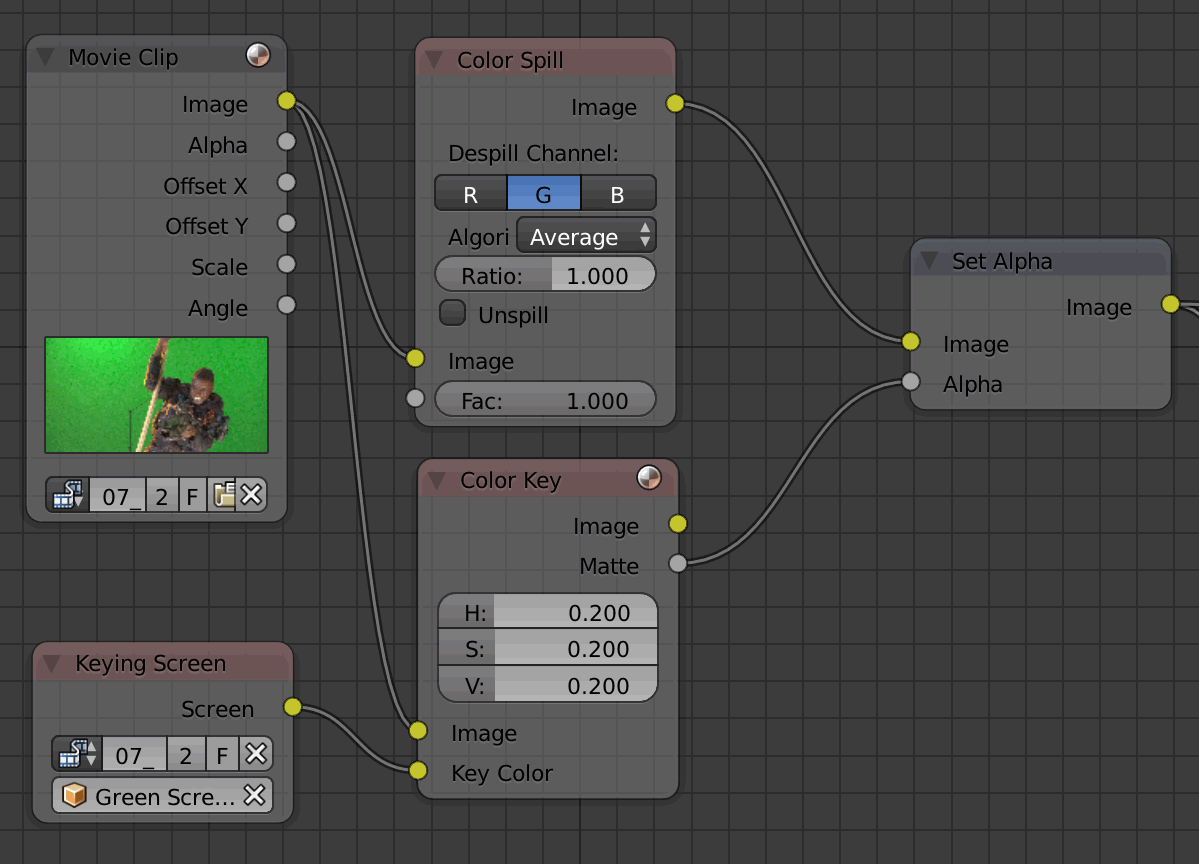 Movie Clip
Image
Alpha
Offset X
Offset Y
Scale
Angle
07_ 2 F
Keying Screen
Screen
07_ 2 F
Green Scre...
Color Spill
Image
Despill Channel:
R G B
Algori Average
Ratio: 1.000
Unspill
Image
Fac: 1.000
Color Key
Image
Matte
H: 0.200
S: 0.200
V: 0.200
Image
Key Color
Set Alpha
Image
Image
Alpha